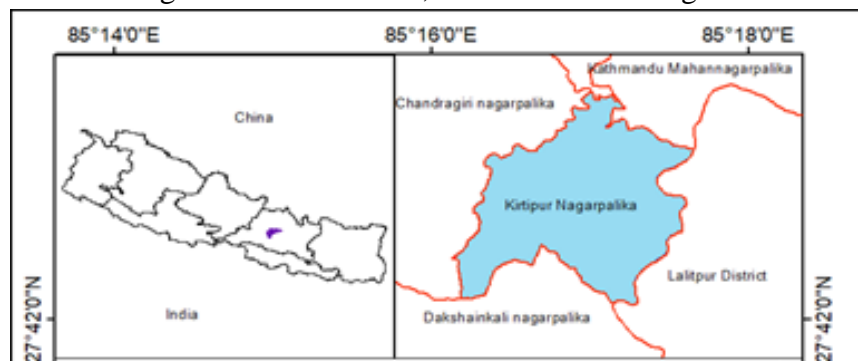 85°14'0"E
85°16'0"E
85°18'0"E
Kathmandu Mahannagarpalika
Chandragiri nagarpalika
China
Kirtipur Nagarpalika
Lalitpur District
India
Dakshainkali nagarpalika
27°42'0"N
27°42'0"N